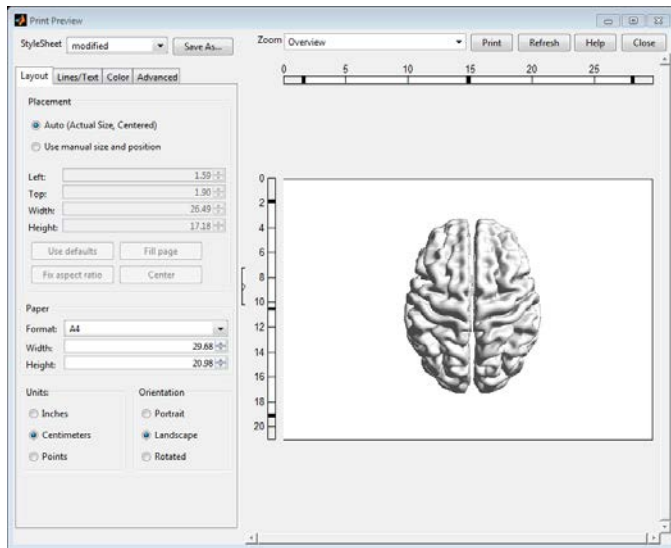 Print Preview
StyleSheet modified Save As... Zoom Overview Print Refresh Help Close
Layout Lines/Text Color Advanced
Placement
Auto (Actual Size, Centered)
Use manual size and position
Left: 1.59
Top: 1.90
Width: 26.49
Height: 17.18
Use defaults Fill page
Fix aspect ratio Center
Paper
Format: A4
Width: 29.68
Height: 20.98
Units: Orientation
Inches Portrait
Centimeters Landscape
Points Rotated
0 5 10 15 20 25
0
2
4
6
8
10
12
14
16
18
20